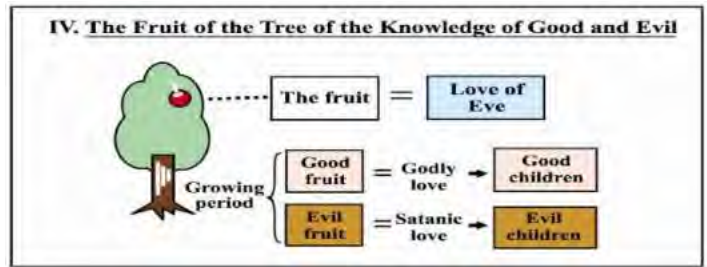 IV. The Fruit of the Tree of the Knowledge of Good and Evil
The fruit = Love of
Eve
Growing
period
Good
fruit = Godly
love Good
children
Evil
fruit = Satanic
love Evil
children